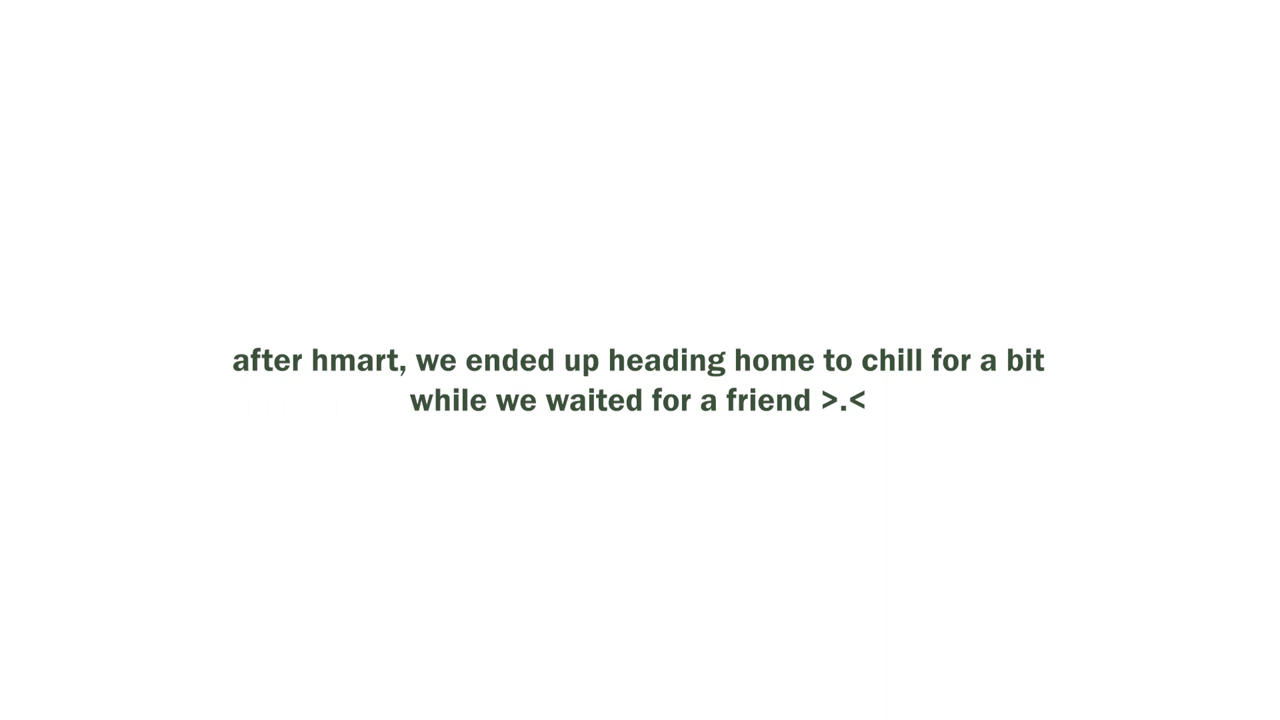 after hmart, we ended up heading home to chill for a bit
while we waited for a friend >.<